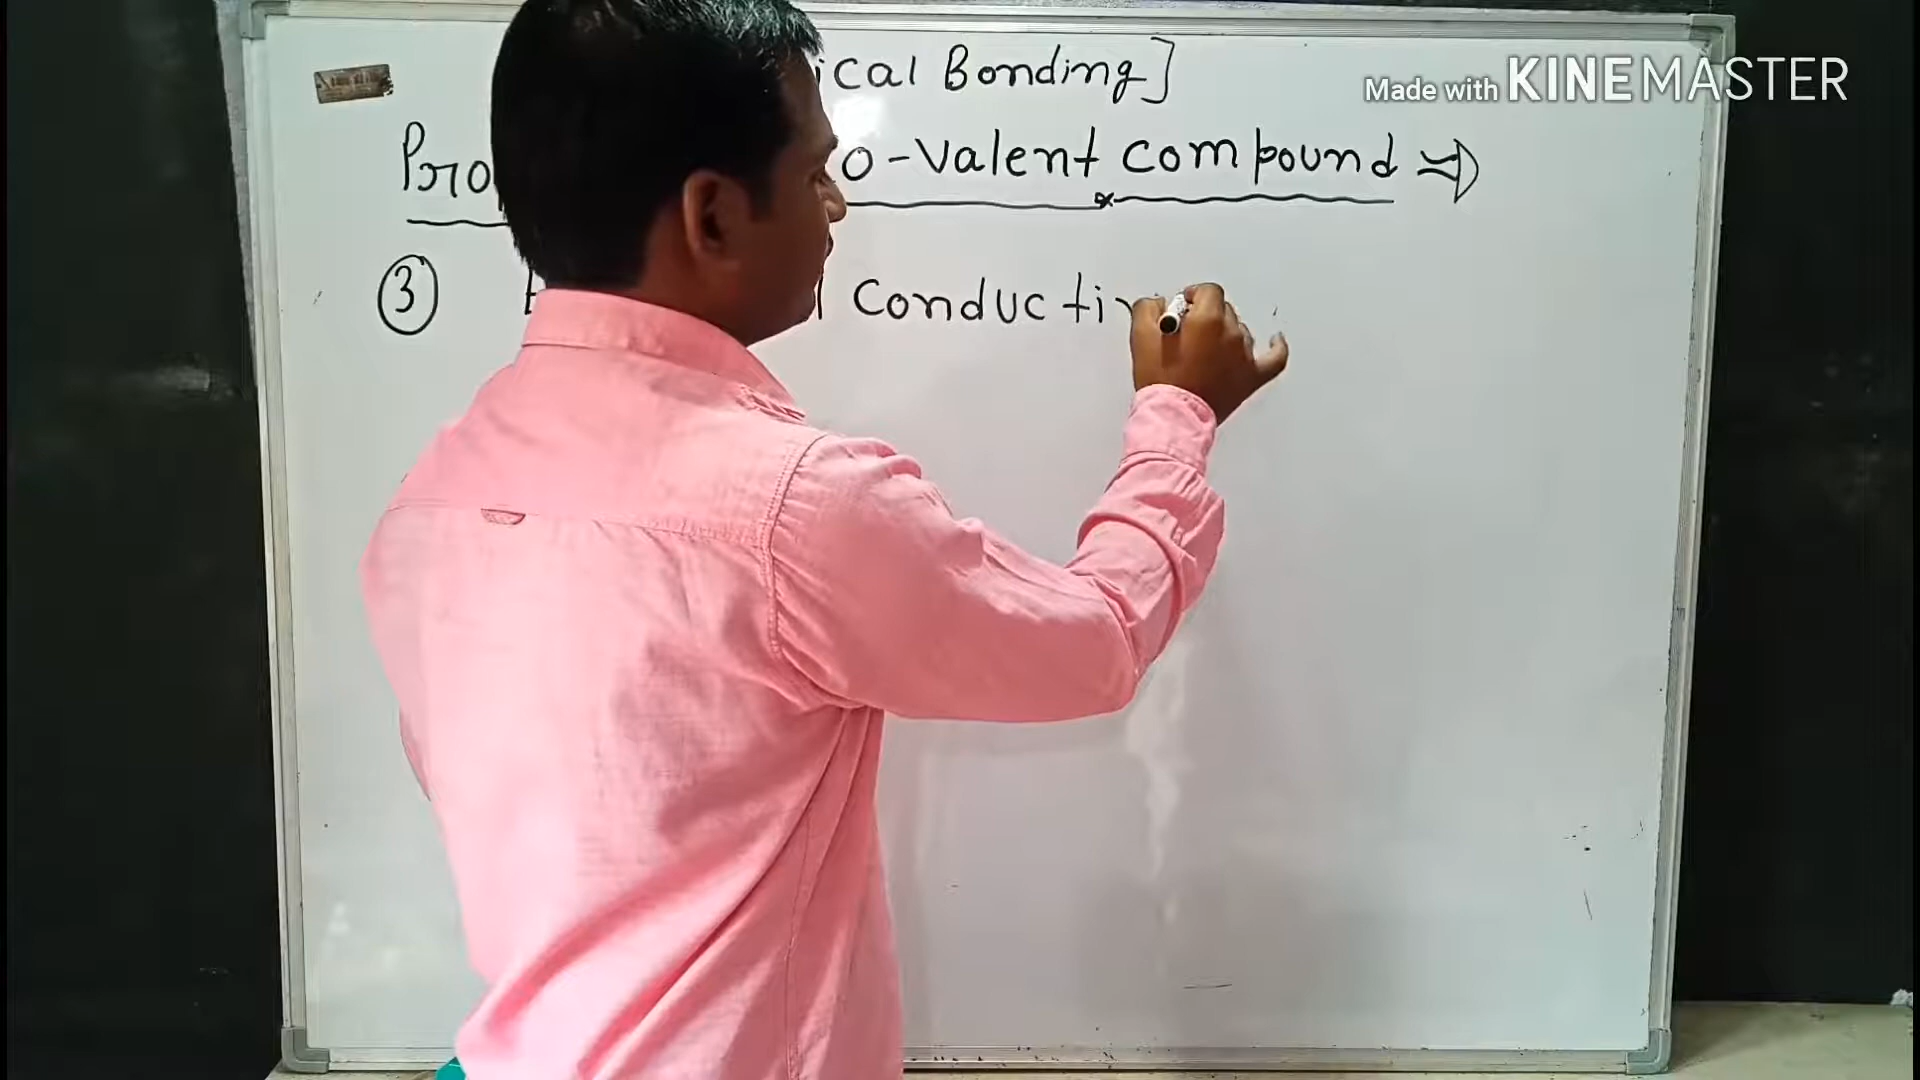 ical Bonding]
Made with KINEMASTER
Pro o-valent compound ⇒
③ l conducti